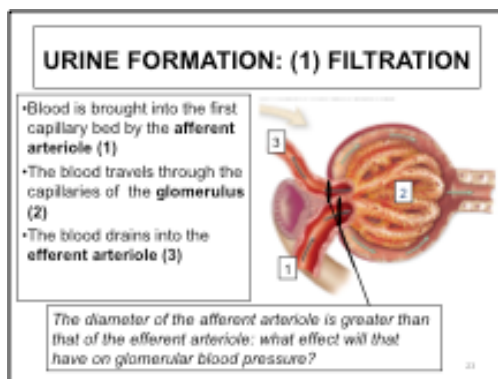 URINE FORMATION: (1) FILTRATION
•Blood is brought into the first
capillary bed by the afferent
arteriole (1)
•The blood travels through the
capillaries of the glomerulus
(2)
•The blood drains into the
efferent arteriole (3)
3
2
1
The diameter of the afferent arteriole is greater than
that of the efferent arteriole: what effect will that
have on glomerular blood pressure?
23